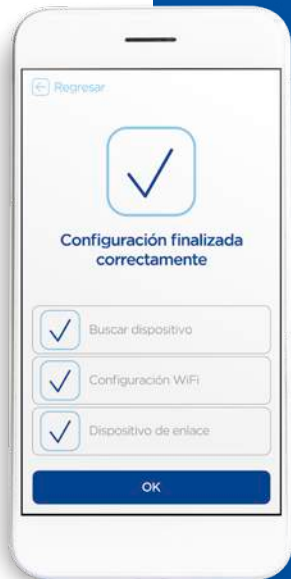 Regresar
Configuración finalizada
correctamente
Buscar dispositivo
Configuración WiFi
Dispositivo de enlace
OK